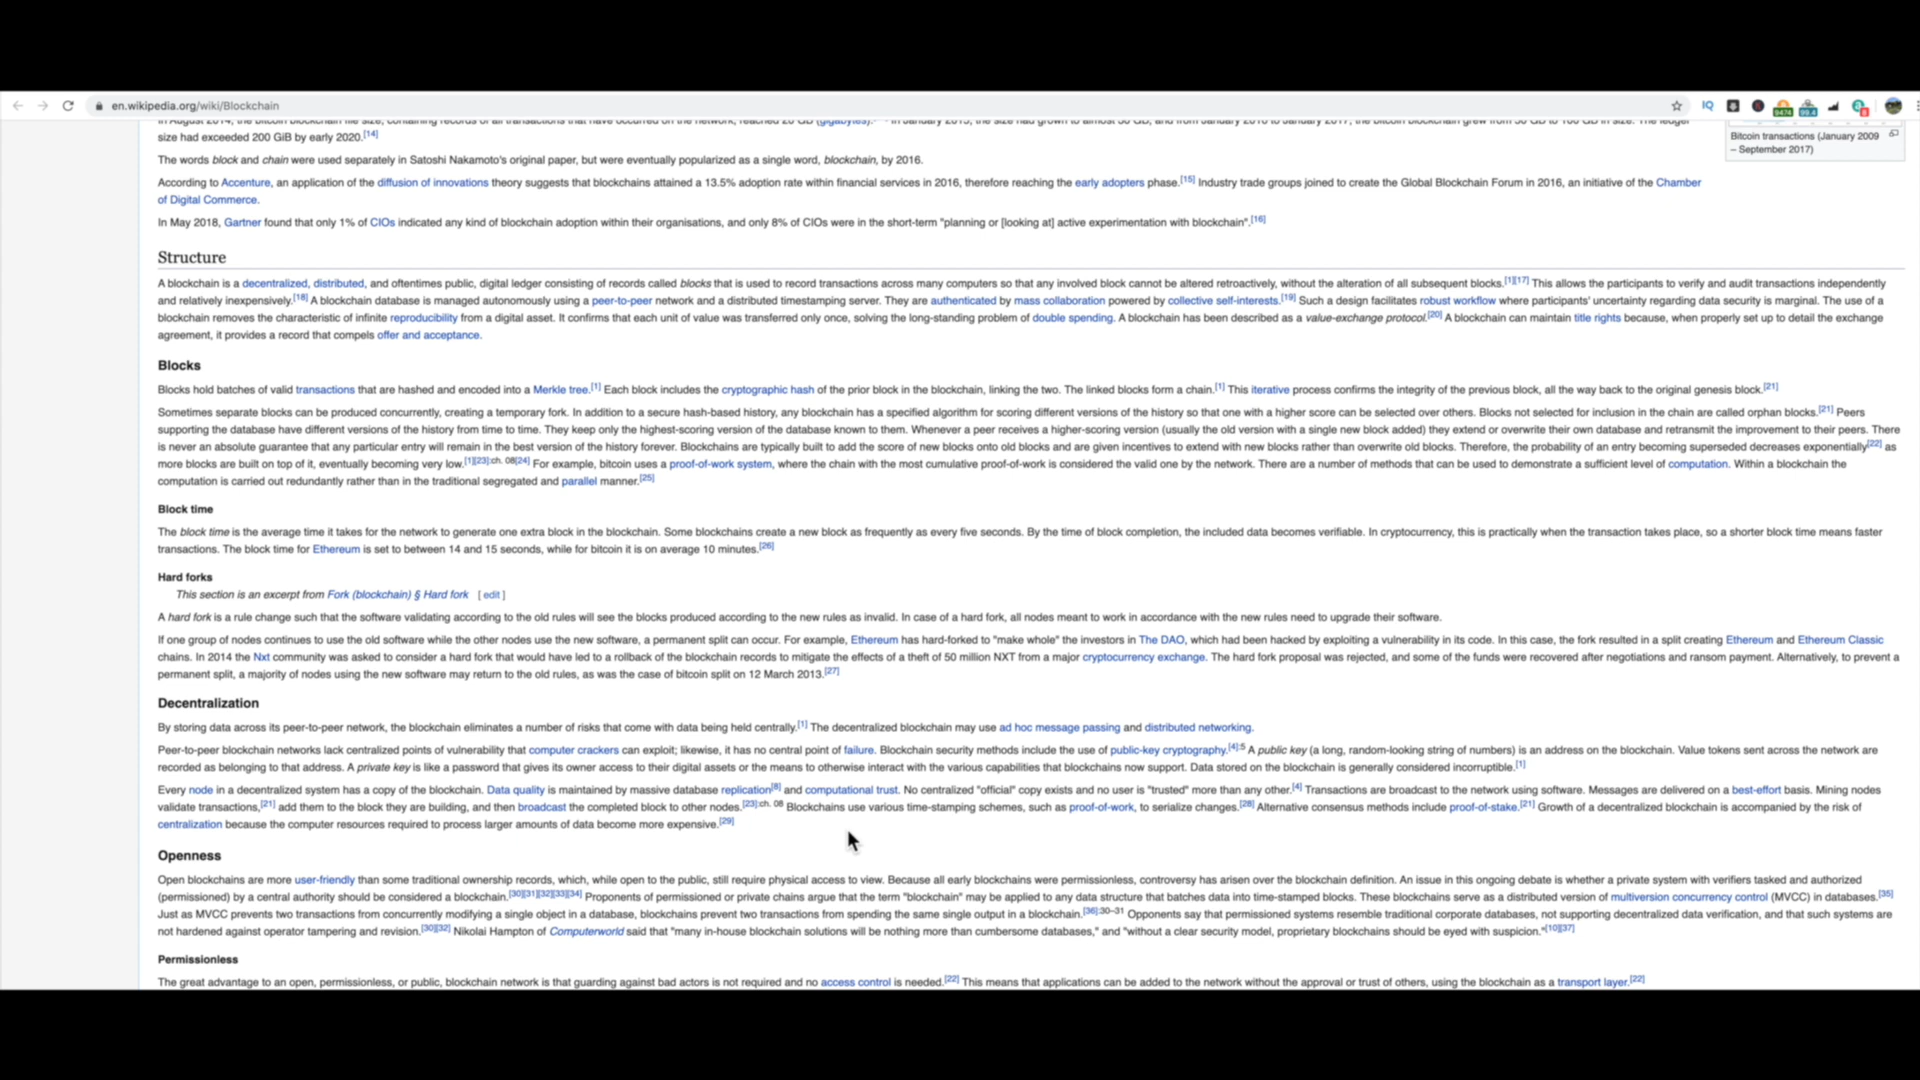 en.wikipedia.org/wiki/Blockchain
IQ
size had exceeded 200 GiB by early 2020.[14]
Bitcoin transactions (January 2009
– September 2017)
The words block and chain were used separately in Satoshi Nakamoto's original paper, but were eventually popularized as a single word, blockchain, by 2016.
According to Accenture, an application of the diffusion of innovations theory suggests that blockchains attained a 13.5% adoption rate within financial services in 2016, therefore reaching the early adopters phase.[15] Industry trade groups joined to create the Global Blockchain Forum in 2016, an initiative of the Chamber
of Digital Commerce.
In May 2018, Gartner found that only 1% of CIOs indicated any kind of blockchain adoption within their organisations, and only 8% of CIOs were in the short-term "planning or [looking at] active experimentation with blockchain".[16]
Structure
A blockchain is a decentralized, distributed, and oftentimes public, digital ledger consisting of records called blocks that is used to record transactions across many computers so that any involved block cannot be altered retroactively, without the alteration of all subsequent blocks.[1][17] This allows the participants to verify and audit transactions independently
and relatively inexpensively.[18] A blockchain database is managed autonomously using a peer-to-peer network and a distributed timestamping server. They are authenticated by mass collaboration powered by collective self-interests.[19] Such a design facilitates robust workflow where participants' uncertainty regarding data security is marginal. The use of a
blockchain removes the characteristic of infinite reproducibility from a digital asset. It confirms that each unit of value was transferred only once, solving the long-standing problem of double spending. A blockchain has been described as a value-exchange protocol.[20] A blockchain can maintain title rights because, when properly set up to detail the exchange
agreement, it provides a record that compels offer and acceptance.
Blocks
Blocks hold batches of valid transactions that are hashed and encoded into a Merkle tree.[1] Each block includes the cryptographic hash of the prior block in the blockchain, linking the two. The linked blocks form a chain.[1] This iterative process confirms the integrity of the previous block, all the way back to the original genesis block.[21]
Sometimes separate blocks can be produced concurrently, creating a temporary fork. In addition to a secure hash-based history, any blockchain has a specified algorithm for scoring different versions of the history so that one with a higher score can be selected over others. Blocks not selected for inclusion in the chain are called orphan blocks.[21] Peers
supporting the database have different versions of the history from time to time. They keep only the highest-scoring version of the database known to them. Whenever a peer receives a higher-scoring version (usually the old version with a single new block added) they extend or overwrite their own database and retransmit the improvement to their peers. There
is never an absolute guarantee that any particular entry will remain in the best version of the history forever. Blockchains are typically built to add the score of new blocks onto old blocks and are given incentives to extend with new blocks rather than overwrite old blocks. Therefore, the probability of an entry becoming superseded decreases exponentially[22] as
more blocks are built on top of it, eventually becoming very low.[1][23]:ch. 08[24] For example, bitcoin uses a proof-of-work system, where the chain with the most cumulative proof-of-work is considered the valid one by the network. There are a number of methods that can be used to demonstrate a sufficient level of computation. Within a blockchain the
computation is carried out redundantly rather than in the traditional segregated and parallel manner.[25]
Block time
The block time is the average time it takes for the network to generate one extra block in the blockchain. Some blockchains create a new block as frequently as every five seconds. By the time of block completion, the included data becomes verifiable. In cryptocurrency, this is practically when the transaction takes place, so a shorter block time means faster
transactions. The block time for Ethereum is set to between 14 and 15 seconds, while for bitcoin it is on average 10 minutes.[26]
Hard forks
This section is an excerpt from Fork (blockchain) § Hard fork [ edit ]
A hard fork is a rule change such that the software validating according to the old rules will see the blocks produced according to the new rules as invalid. In case of a hard fork, all nodes meant to work in accordance with the new rules need to upgrade their software.
If one group of nodes continues to use the old software while the other nodes use the new software, a permanent split can occur. For example, Ethereum has hard-forked to "make whole" the investors in The DAO, which had been hacked by exploiting a vulnerability in its code. In this case, the fork resulted in a split creating Ethereum and Ethereum Classic
chains. In 2014 the Nxt community was asked to consider a hard fork that would have led to a rollback of the blockchain records to mitigate the effects of a theft of 50 million NXT from a major cryptocurrency exchange. The hard fork proposal was rejected, and some of the funds were recovered after negotiations and ransom payment. Alternatively, to prevent a
permanent split, a majority of nodes using the new software may return to the old rules, as was the case of bitcoin split on 12 March 2013.[27]
Decentralization
By storing data across its peer-to-peer network, the blockchain eliminates a number of risks that come with data being held centrally.[1] The decentralized blockchain may use ad hoc message passing and distributed networking.
Peer-to-peer blockchain networks lack centralized points of vulnerability that computer crackers can exploit; likewise, it has no central point of failure. Blockchain security methods include the use of public-key cryptography.[4]:5 A public key (a long, random-looking string of numbers) is an address on the blockchain. Value tokens sent across the network are
recorded as belonging to that address. A private key is like a password that gives its owner access to their digital assets or the means to otherwise interact with the various capabilities that blockchains now support. Data stored on the blockchain is generally considered incorruptible.[1]
Every node in a decentralized system has a copy of the blockchain. Data quality is maintained by massive database replication[8] and computational trust. No centralized "official" copy exists and no user is "trusted" more than any other.[4] Transactions are broadcast to the network using software. Messages are delivered on a best-effort basis. Mining nodes
validate transactions,[21] add them to the block they are building, and then broadcast the completed block to other nodes.[23]:ch. 08 Blockchains use various time-stamping schemes, such as proof-of-work, to serialize changes.[28] Alternative consensus methods include proof-of-stake.[21] Growth of a decentralized blockchain is accompanied by the risk of
centralization because the computer resources required to process larger amounts of data become more expensive.[29]
Openness
Open blockchains are more user-friendly than some traditional ownership records, which, while open to the public, still require physical access to view. Because all early blockchains were permissionless, controversy has arisen over the blockchain definition. An issue in this ongoing debate is whether a private system with verifiers tasked and authorized
(permissioned) by a central authority should be considered a blockchain.[30][31][32][33][34] Proponents of permissioned or private chains argue that the term "blockchain" may be applied to any data structure that batches data into time-stamped blocks. These blockchains serve as a distributed version of multiversion concurrency control (MVCC) in databases.[35]
Just as MVCC prevents two transactions from concurrently modifying a single object in a database, blockchains prevent two transactions from spending the same single output in a blockchain.[36]:30–31 Opponents say that permissioned systems resemble traditional corporate databases, not supporting decentralized data verification, and that such systems are
not hardened against operator tampering and revision.[30][32] Nikolai Hampton of Computerworld said that "many in-house blockchain solutions will be nothing more than cumbersome databases," and "without a clear security model, proprietary blockchains should be eyed with suspicion."[10][37]
Permissionless
The great advantage to an open, permissionless, or public, blockchain network is that guarding against bad actors is not required and no access control is needed.[22] This means that applications can be added to the network without the approval or trust of others, using the blockchain as a transport layer.[22]